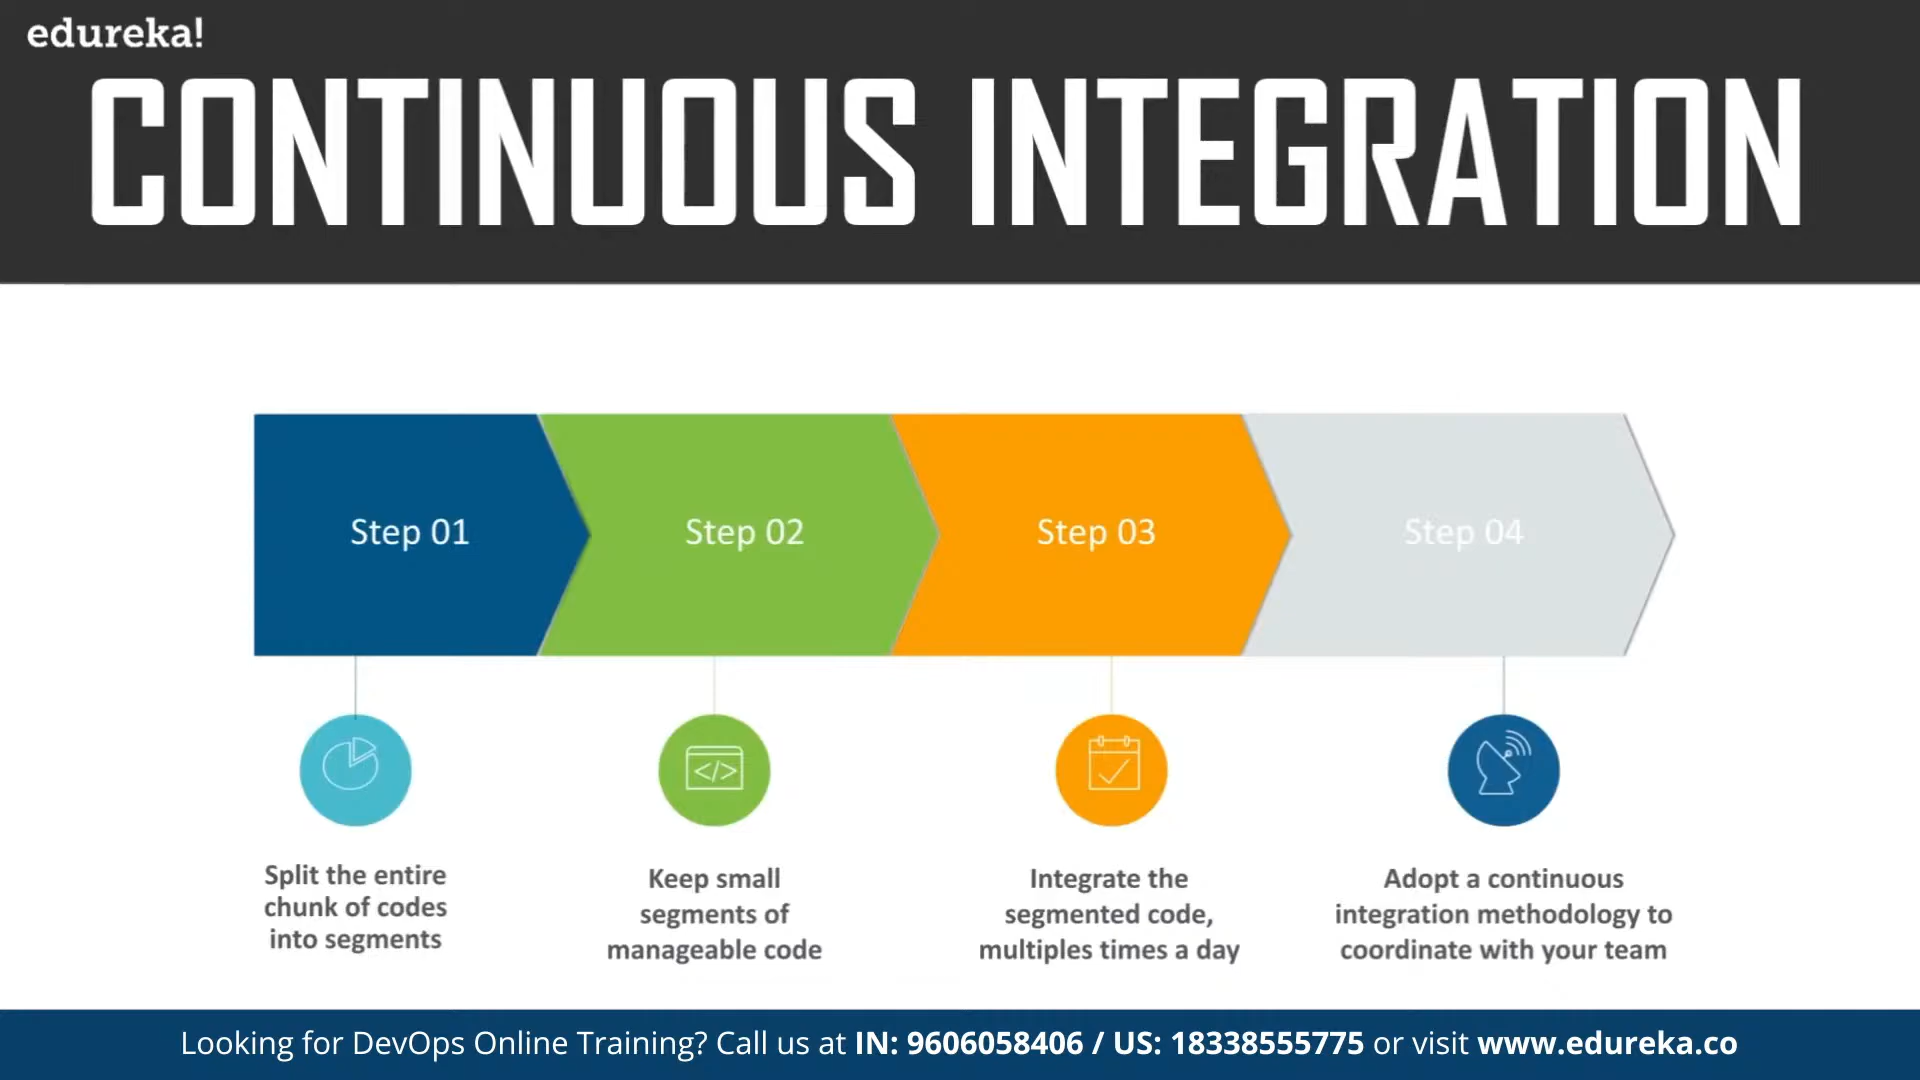 edureka!
CONTINUOUS INTEGRATION
Step 01
Step 02
Step 03
Step 04
</>
Split the entire
chunk of codes
into segments
Keep small
segments of
manageable code
Integrate the
segmented code,
multiples times a day
Adopt a continuous
integration methodology to
coordinate with your team
Looking for DevOps Online Training? Call us at IN: 9606058406 / US: 18338555775 or visit www.edureka.co